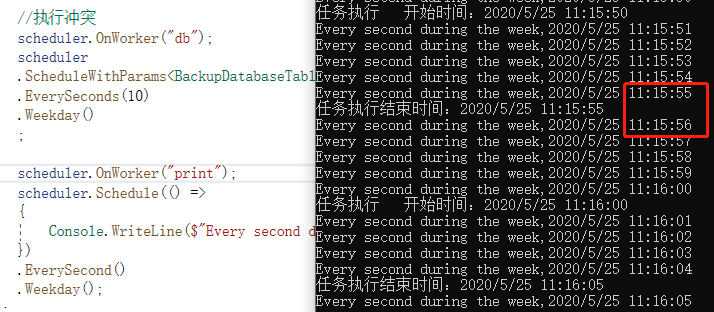 //执行冲突
scheduler.OnWorker("db");
scheduler
.ScheduleWithParams<BackupDatabaseTabl
.EverySeconds(10)
.Weekday()
;
scheduler.OnWorker("print");
scheduler.Schedule(() =>
{
Console.WriteLine($"Every second d
})
.EverySecond()
.Weekday();
任务执行 开始时间：2020/5/25 11:15:50
Every second during the week,2020/5/25 11:15:51
Every second during the week,2020/5/25 11:15:52
Every second during the week,2020/5/25 11:15:53
Every second during the week,2020/5/25 11:15:54
Every second during the week,2020/5/25 11:15:55
任务执行结束时间：2020/5/25 11:15:55
Every second during the week,2020/5/25 11:15:56
Every second during the week,2020/5/25 11:15:57
Every second during the week,2020/5/25 11:15:58
Every second during the week,2020/5/25 11:15:59
Every second during the week,2020/5/25 11:16:00
任务执行 开始时间：2020/5/25 11:16:00
Every second during the week,2020/5/25 11:16:01
Every second during the week,2020/5/25 11:16:02
Every second during the week,2020/5/25 11:16:03
Every second during the week,2020/5/25 11:16:04
任务执行结束时间：2020/5/25 11:16:05
Every second during the week,2020/5/25 11:16:05